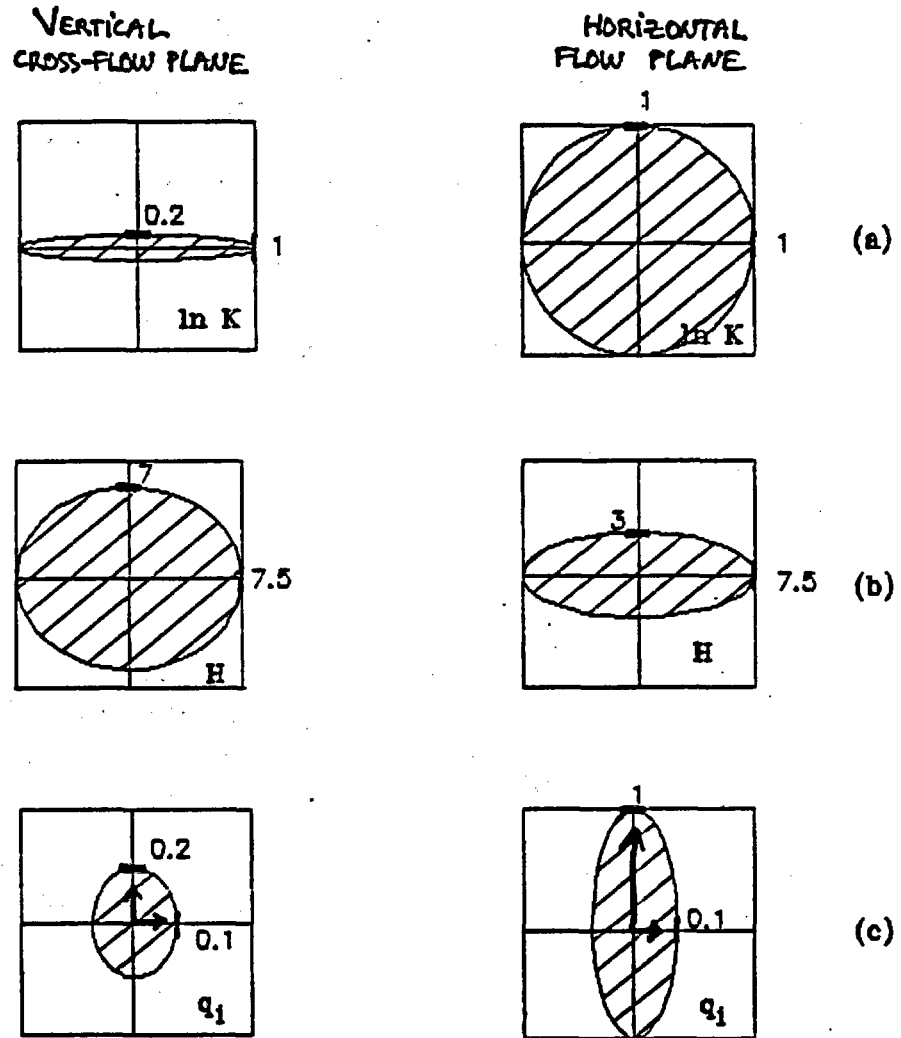 VERTICAL
CROSS-FLOW PLANE
HORIZONTAL
FLOW PLANE
0.2
1
ln K
1
1
ln K
(a)
7
7.5
H
3
7.5
H
(b)
0.2
0.1
qi
1
0.1
qi
(c)